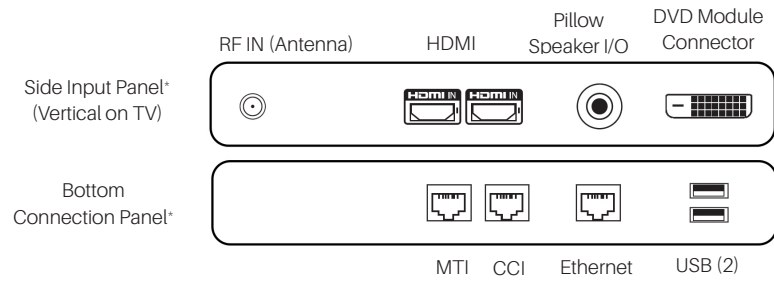 RF IN (Antenna)
HDMI
Pillow
Speaker I/O
DVD Module
Connector
Side Input Panel*
(Vertical on TV)
HDMI IN
HDMI IN
Bottom
Connection Panel*
MTI
CCI
Ethernet
USB (2)